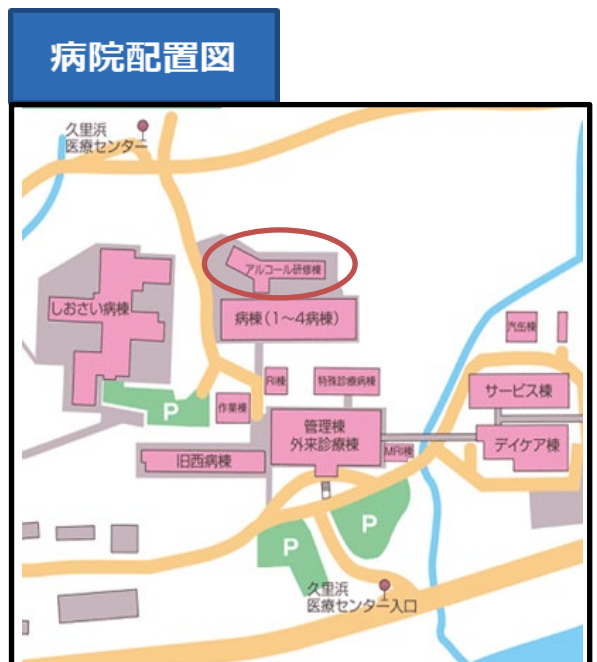 病院配置図
久里浜
医療センター
アルコール研修棟
しおさい病棟
病棟(1～4病棟)
汽缶棟
RI棟
特殊診療病棟
サービス棟
P
作業棟
管理棟
外来診療棟
MRI棟
デイケア棟
旧西病棟
P
P
久里浜
医療センター入口